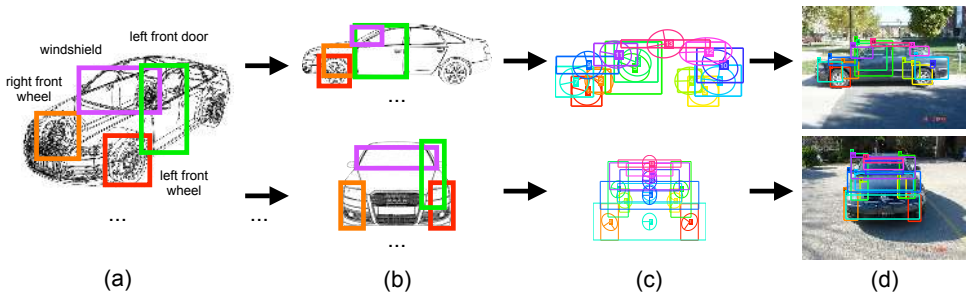 left front door
windshield
right front
wheel
left front
wheel
...
...
...
...
(a)
(b)
(c)
(d)